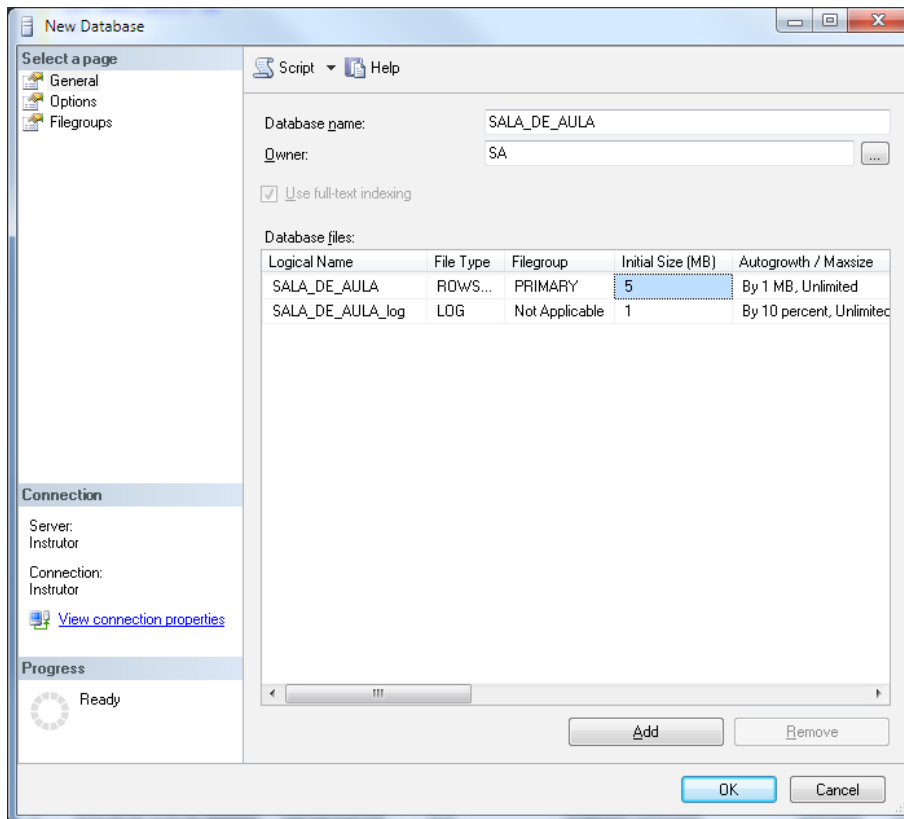 New Database
Select a page
General
Options
Filegroups
Script Help
Database name: SALA_DE_AULA
Owner: SA ...
Use full-text indexing
Database files:
Logical Name File Type Filegroup Initial Size (MB) Autogrowth / Maxsize
SALA_DE_AULA ROWS... PRIMARY 5 By 1 MB, Unlimited
SALA_DE_AULA_log LOG Not Applicable 1 By 10 percent, Unlimited
Connection
Server:
Instrutor
Connection:
Instrutor
View connection properties
Progress
Ready
Add Remove
OK Cancel